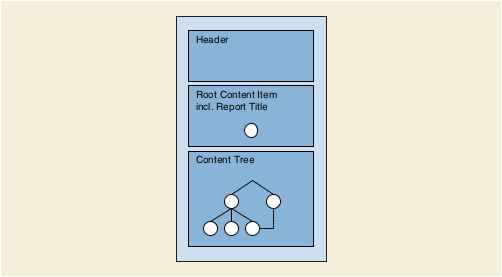 Header
Root Content Item
incl. Report Title
Content Tree